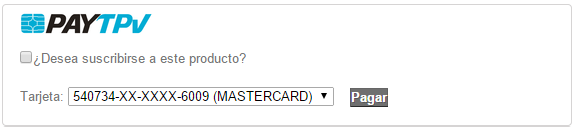 PAYTPV
¿Desea suscribirse a este producto?
Tarjeta: 540734-XX-XXXX-6009 (MASTERCARD) Pagar